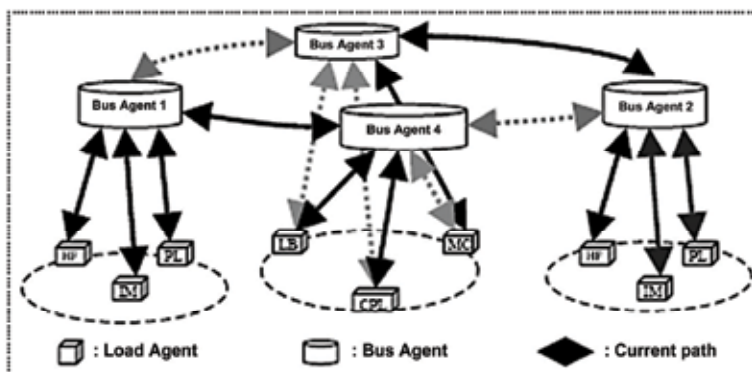 Bus Agent 3
Bus Agent 1
Bus Agent 4
Bus Agent 2
HF
PL
IM
LB
MC
CPL
HF
PL
IM
: Load Agent
: Bus Agent
: Current path